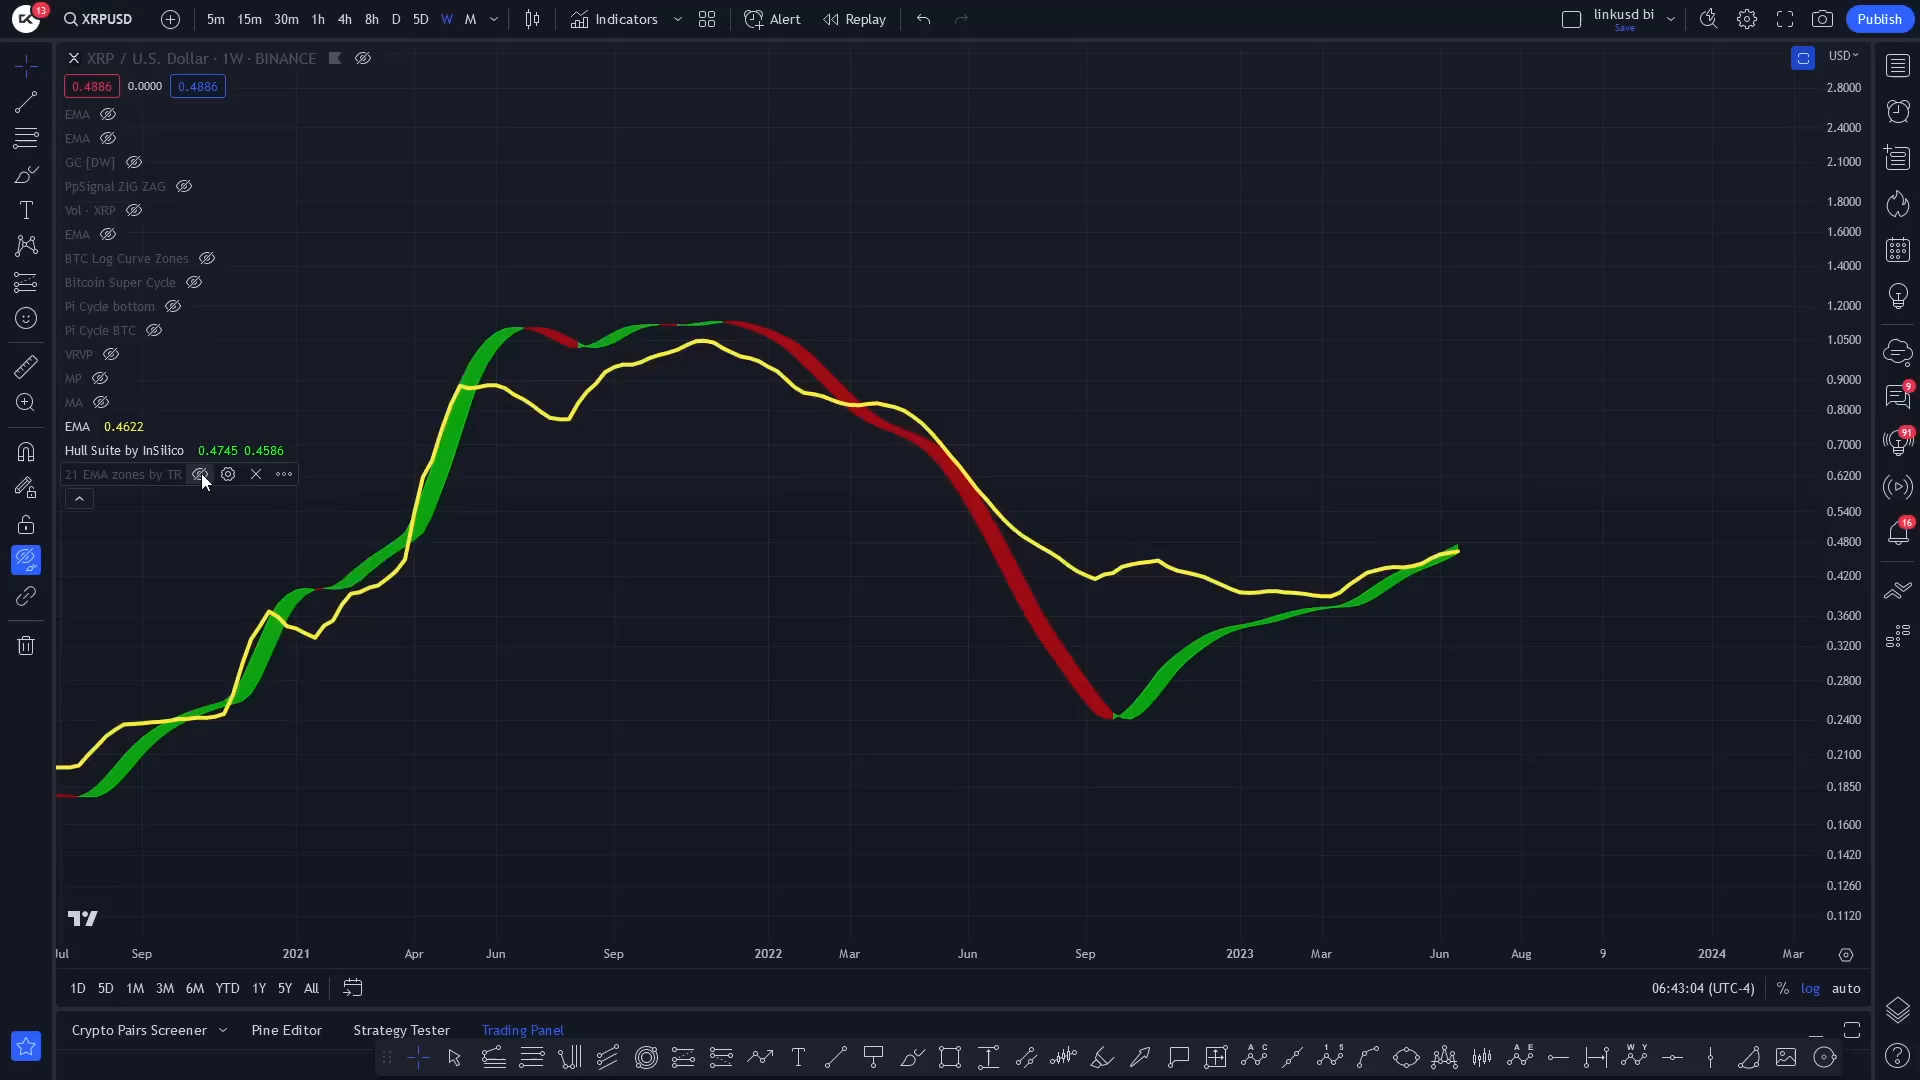 13
XRPUSD
5m 15m 30m 1h 4h 8h D 5D W M
Indicators
Alert
Replay
linkusd bi
Save
Publish
XRP / U.S. Dollar · 1W · BINANCE
USD
0.4886 0.0000 0.4886
EMA
EMA
GC [DW]
PpSignal ZIG ZAG
Vol · XRP
EMA
BTC Log Curve Zones
Bitcoin Super Cycle
Pi Cycle bottom
Pi Cycle BTC
VRVP
MP
MA
EMA 0.4622
Hull Suite by InSilico 0.4745 0.4586
21 EMA zones by TR
2.8000
2.4000
2.1000
1.8000
1.6000
1.4000
1.2000
1.0500
0.9000
0.8000
0.7000
0.6200
0.5400
0.4800
0.4200
0.3600
0.3200
0.2800
0.2400
0.2100
0.1850
0.1600
0.1420
0.1260
0.1120
9
91
16
Jul Sep 2021 Apr Jun Sep 2022 Mar Jun Sep 2023 Mar Jun Aug 9 2024 Mar
1D 5D 1M 3M 6M YTD 1Y 5Y All
06:43:04 (UTC-4) % log auto
Crypto Pairs Screener Pine Editor Strategy Tester Trading Panel